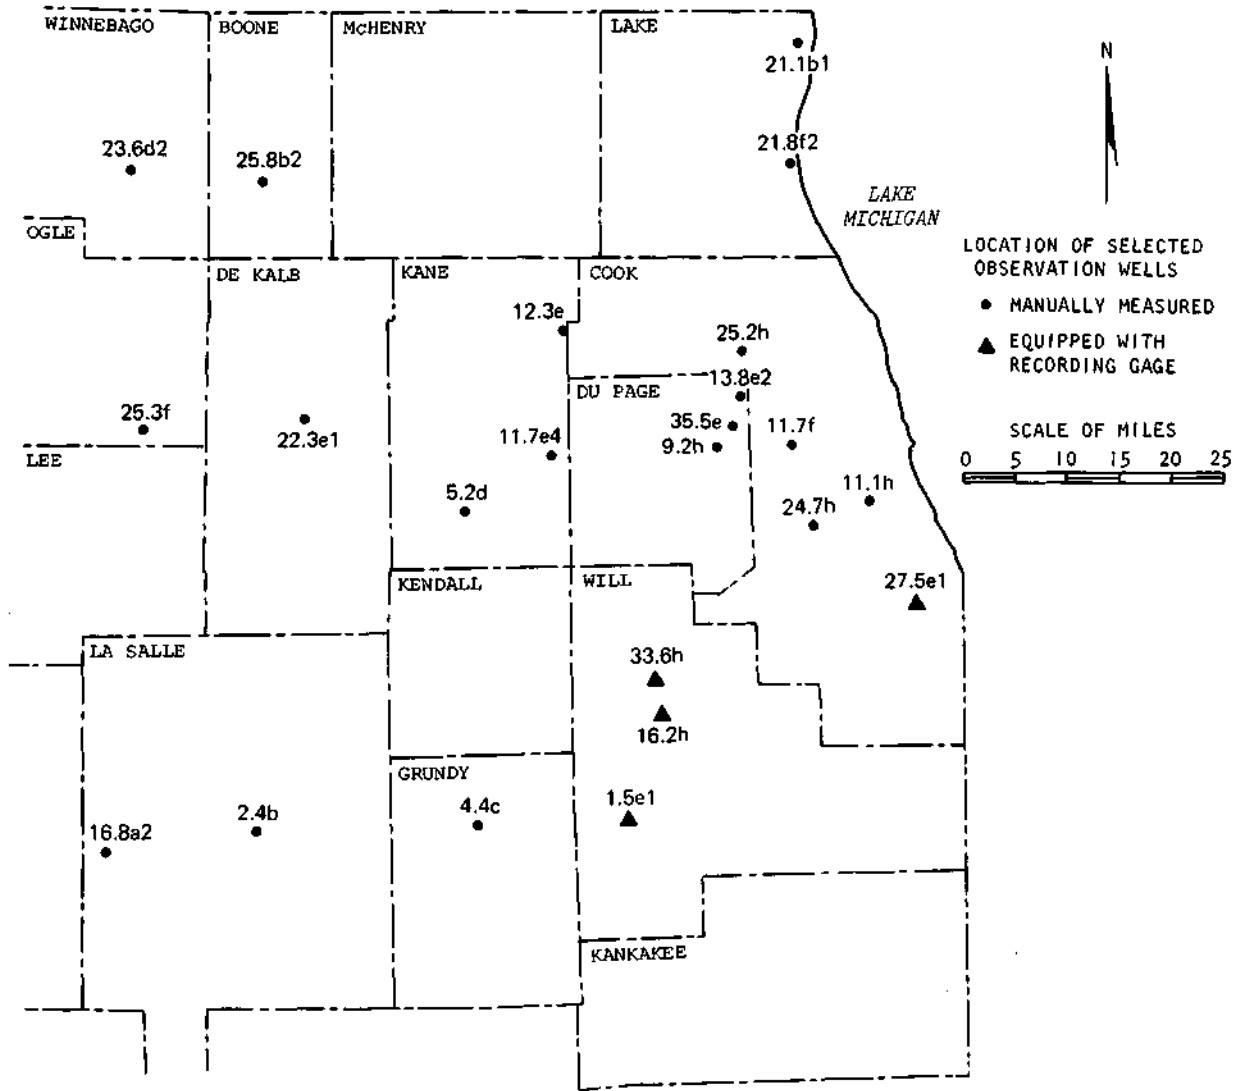 WINNEBAGO
BOONE
McHENRY
LAKE
N
21.1b1
23.6d2
25.8b2
21.8f2
LAKE
MICHIGAN
OGLE
LOCATION OF SELECTED
OBSERVATION WELLS
MANUALLY MEASURED
EQUIPPED WITH
RECORDING GAGE
DE KALB
KANE
COOK
12.3e
25.2h
DU PAGE
13.8e2
25.3f
22.3e1
35.5e
11.7f
9.2h
11.7e4
LEE
SCALE OF MILES
0 5 10 15 20 25
5.2d
11.1h
24.7h
KENDALL
WILL
27.5e1
LA SALLE
33.6h
16.2h
GRUNDY
1.5e1
4.4c
2.4b
16.8a2
KANKAKEE